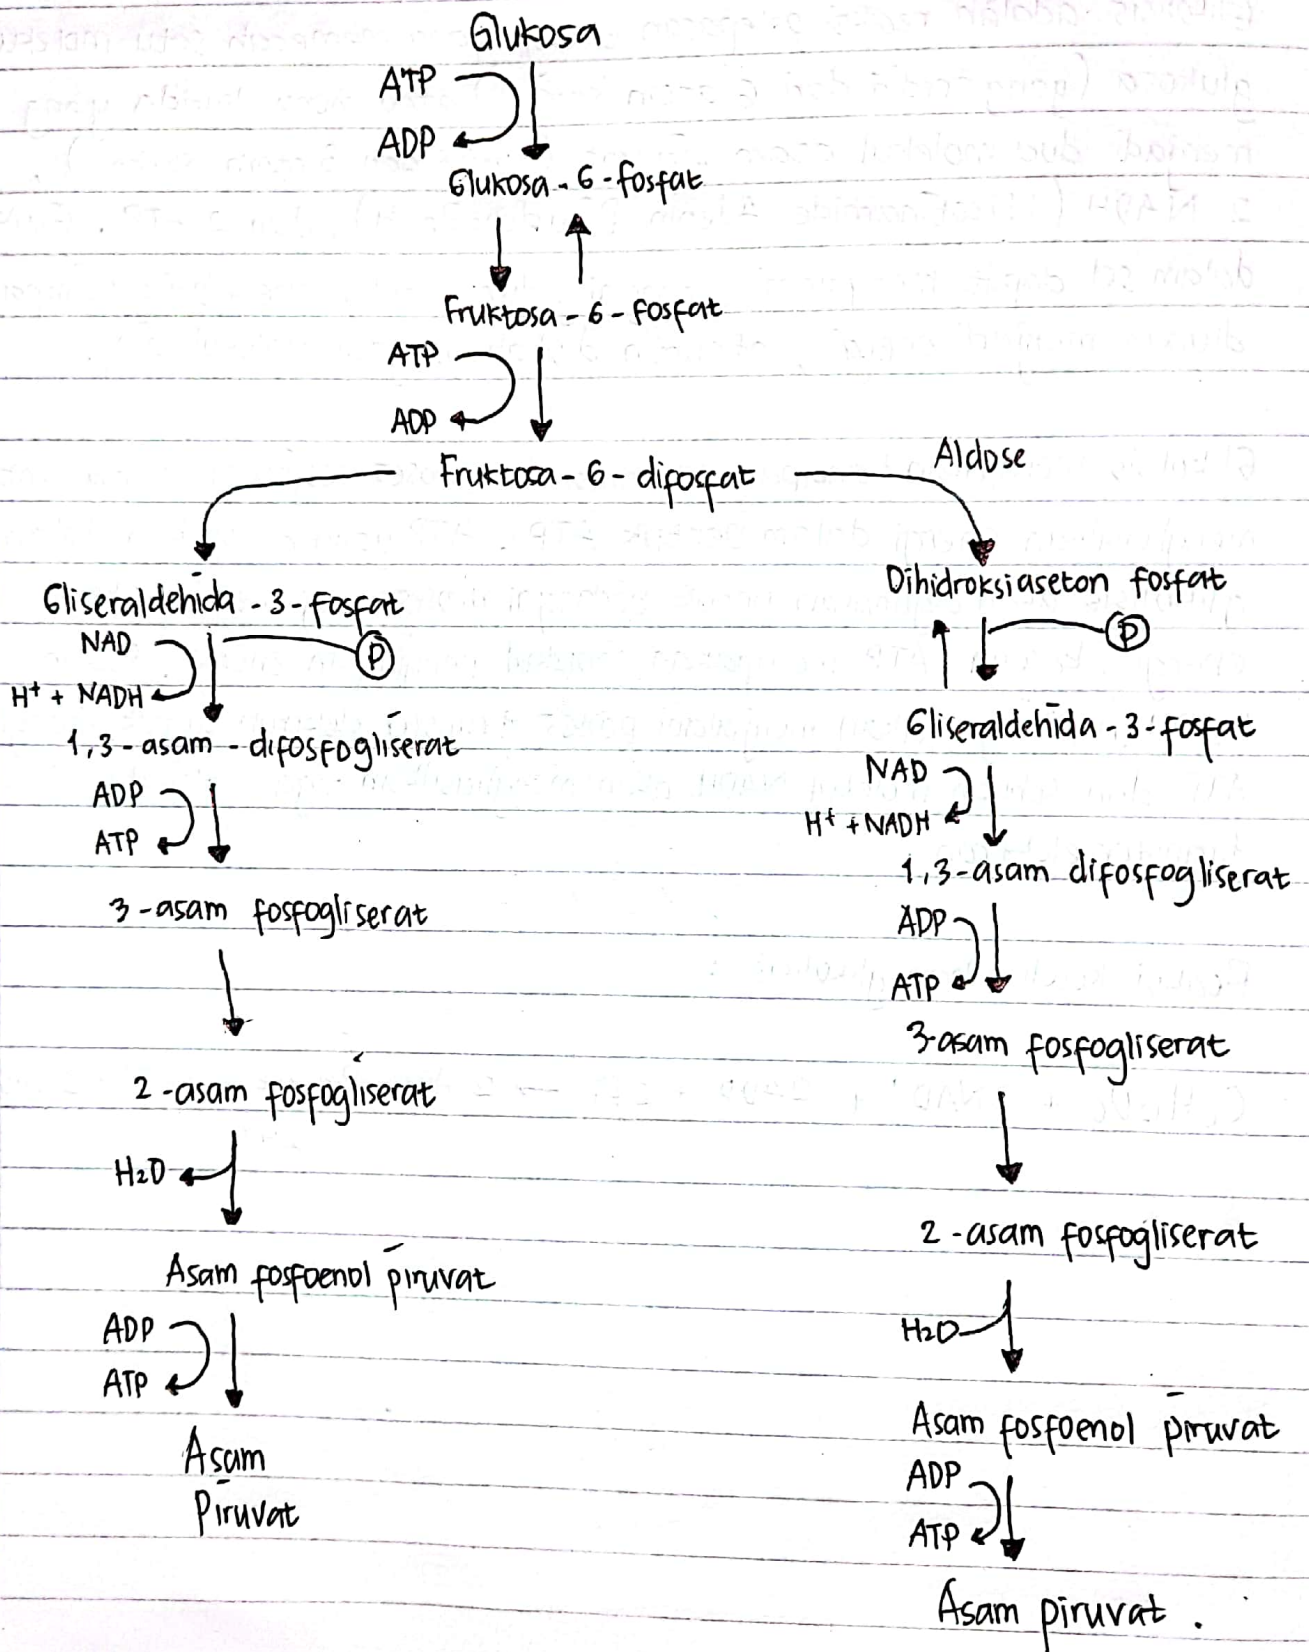 Glukosa
ATP
ADP
Glukosa - 6 - fosfat
Fruktosa - 6 - fosfat
ATP
ADP
Fruktosa - 6 - difosfat
Aldose
Gliseraldehida - 3 - fosfat
NAD
P
H+ + NADH
1,3 - asam - difosfogliserat
ADP
ATP
3 - asam fosfogliserat
2 - asam fosfogliserat
H2O
Asam fosfoenol piruvat
ADP
ATP
Asam
Piruvat
Dihidroksiaseton fosfat
P
Gliseraldehida - 3 - fosfat
NAD
H+ + NADH
1,3 - asam difosfogliserat
ADP
ATP
3-asam fosfogliserat
2 - asam fosfogliserat
H2O
Asam fosfoenol piruvat
ADP
ATP
Asam piruvat .